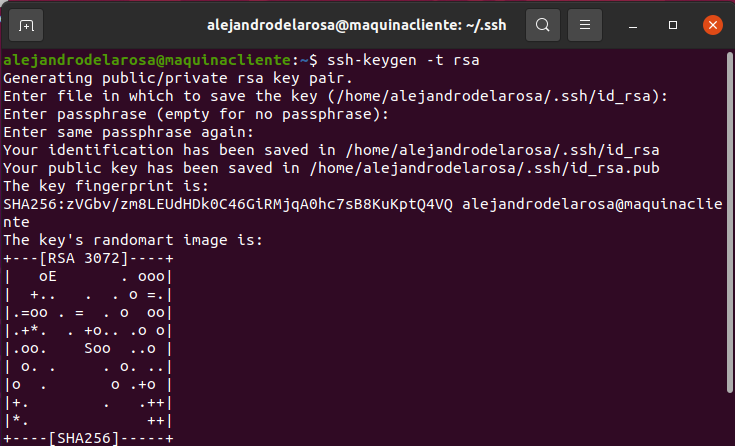 alejandrodelarosa@maquinacliente: ~/.ssh
alejandrodelarosa@maquinacliente:~$ ssh-keygen -t rsa
Generating public/private rsa key pair.
Enter file in which to save the key (/home/alejandrodelarosa/.ssh/id_rsa):
Enter passphrase (empty for no passphrase):
Enter same passphrase again:
Your identification has been saved in /home/alejandrodelarosa/.ssh/id_rsa
Your public key has been saved in /home/alejandrodelarosa/.ssh/id_rsa.pub
The key fingerprint is:
SHA256:zVGbv/zm8LEUdHDk0C46GiRMjqA0hc7sB8KuKptQ4VQ alejandrodelarosa@maquinaclie
nte
The key's randomart image is:
+---[RSA 3072]----+
|    oE       . ooo|
|   +..   .  . o =.|
|.=oo . =  . o  oo|
|.+*.  . +o.. .o o|
|.oo.    Soo  ..o |
| o. .     . o. ..|
|o  .       o .+o |
|+.        .   .++|
|*.             ++|
+----[SHA256]-----+